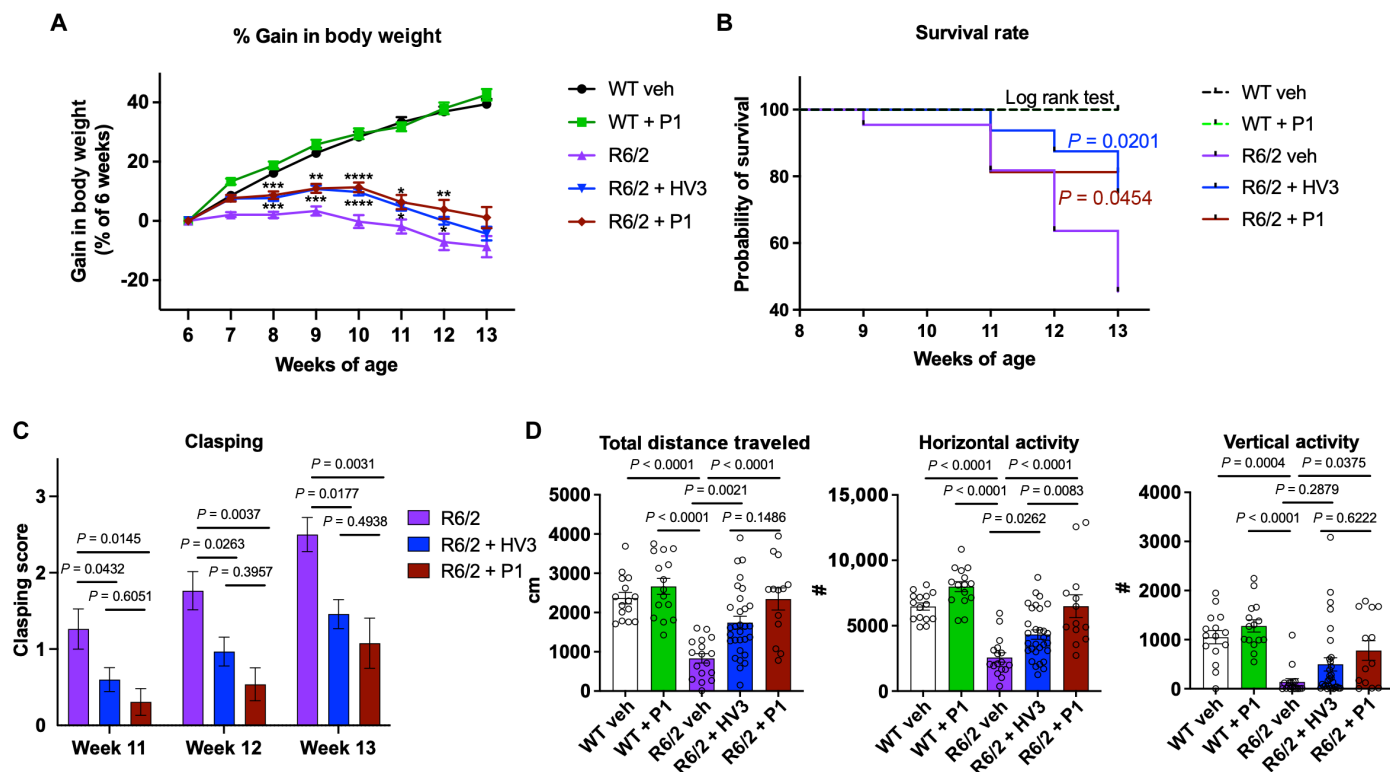 A
% Gain in body weight
Gain in body weight
(% of 6 weeks)
40
20
0
-20
*** ** **** * **
*** *** **** * *
6 7 8 9 10 11 12 13
Weeks of age
WT veh
WT + P1
R6/2
R6/2 + HV3
R6/2 + P1
B
Survival rate
Probability of survival
100
80
60
40
Log rank test
P = 0.0201
P = 0.0454
8 9 10 11 12 13
Weeks of age
WT veh
WT + P1
R6/2 veh
R6/2 + HV3
R6/2 + P1
C
Clasping
Clasping score
3
2
1
0
P = 0.0145
P = 0.0432
P = 0.6051
P = 0.0037
P = 0.0263
P = 0.3957
P = 0.0031
P = 0.0177
P = 0.4938
Week 11 Week 12 Week 13
R6/2
R6/2 + HV3
R6/2 + P1
D
Total distance traveled
P < 0.0001 P < 0.0001
P = 0.0021
P < 0.0001 P = 0.1486
cm
5000
4000
3000
2000
1000
0
WT veh
WT + P1
R6/2 veh
R6/2 + HV3
R6/2 + P1
Horizontal activity
P < 0.0001 P < 0.0001
P < 0.0001 P = 0.0083
P = 0.0262
#
15,000
10,000
5000
0
WT veh
WT + P1
R6/2 veh
R6/2 + HV3
R6/2 + P1
Vertical activity
P = 0.0004 P = 0.0375
P = 0.2879
P < 0.0001 P = 0.6222
#
4000
3000
2000
1000
0
WT veh
WT + P1
R6/2 veh
R6/2 + HV3
R6/2 + P1